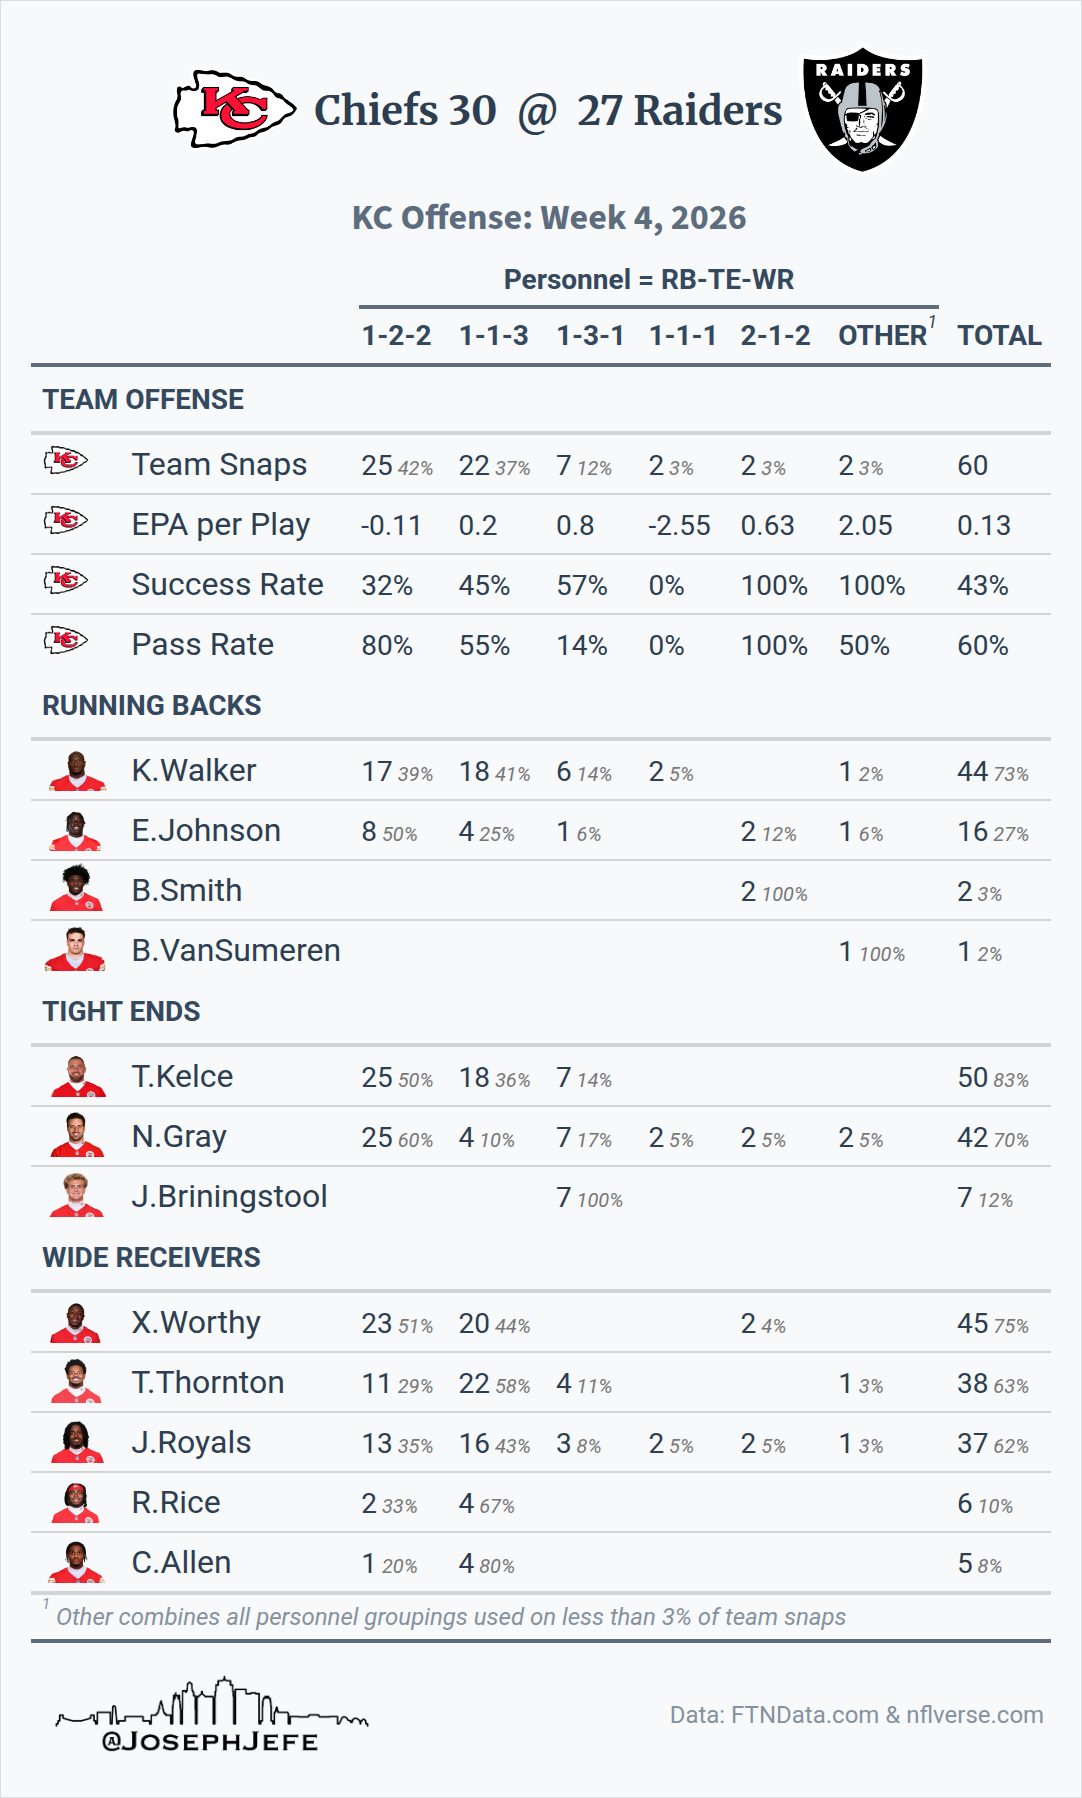 RAIDERS
Chiefs 30 @ 27 Raiders
KC Offense: Week 4, 2026
Personnel = RB-TE-WR
1-2-2 1-1-3 1-3-1 1-1-1 2-1-2 OTHER1 TOTAL
TEAM OFFENSE
KC Team Snaps 25 42% 22 37% 7 12% 2 3% 2 3% 2 3% 60
KC EPA per Play -0.11 0.2 0.8 -2.55 0.63 2.05 0.13
KC Success Rate 32% 45% 57% 0% 100% 100% 43%
KC Pass Rate 80% 55% 14% 0% 100% 50% 60%
RUNNING BACKS
K.Walker 17 39% 18 41% 6 14% 2 5% 1 2% 44 73%
E.Johnson 8 50% 4 25% 1 6% 2 12% 1 6% 16 27%
B.Smith 2 100% 2 3%
B.VanSumeren 1 100% 1 2%
TIGHT ENDS
T.Kelce 25 50% 18 36% 7 14% 50 83%
N.Gray 25 60% 4 10% 7 17% 2 5% 2 5% 2 5% 42 70%
J.Briningstool 7 100% 7 12%
WIDE RECEIVERS
X.Worthy 23 51% 20 44% 2 4% 45 75%
T.Thornton 11 29% 22 58% 4 11% 1 3% 38 63%
J.Royals 13 35% 16 43% 3 8% 2 5% 2 5% 1 3% 37 62%
R.Rice 2 33% 4 67% 6 10%
C.Allen 1 20% 4 80% 5 8%
1 Other combines all personnel groupings used on less than 3% of team snaps
@JOSEPHJEFE
Data: FTNData.com & nflverse.com